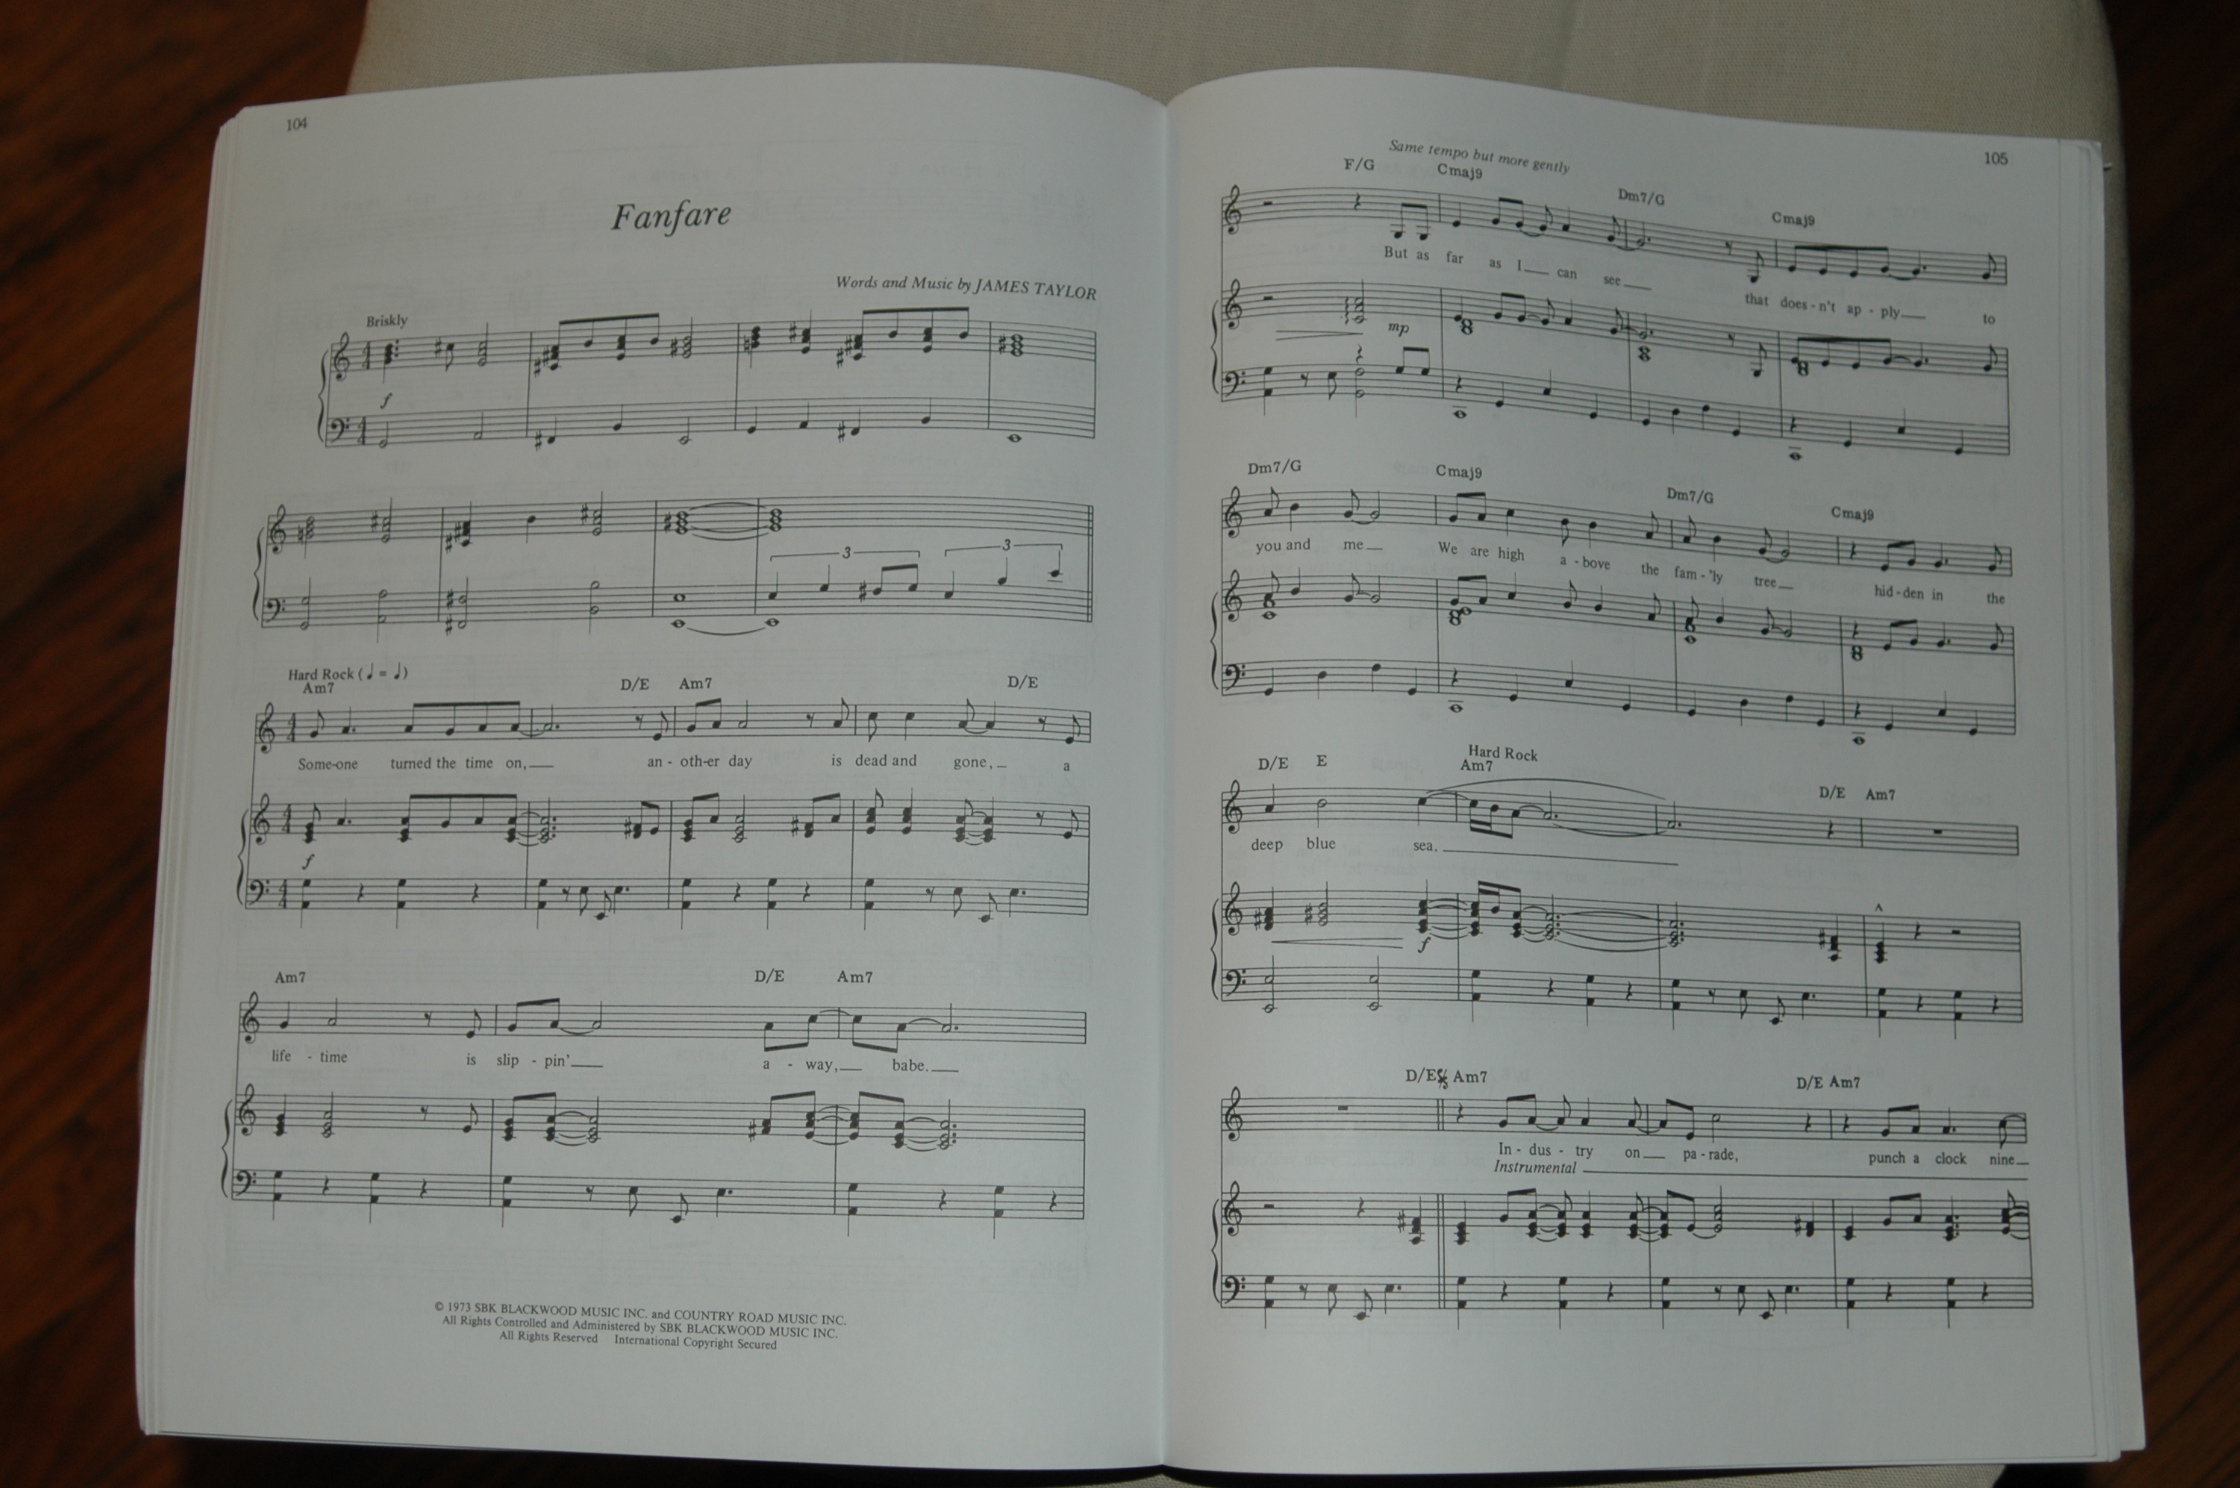 104
Fanfare
Words and Music by JAMES TAYLOR
Briskly
f
3 3
Hard Rock (♩ = ♩)
Am7 D/E Am7 D/E
Some-one turned the time on, an - oth-er day is dead and gone, a
f
Am7 D/E Am7
life - time is slip - pin' a - way, babe.
© 1973 SBK BLACKWOOD MUSIC INC. and COUNTRY ROAD MUSIC INC.
All Rights Controlled and Administered by SBK BLACKWOOD MUSIC INC.
All Rights Reserved International Copyright Secured
105
Same tempo but more gently
F/G Cmaj9 Dm7/G Cmaj9
But as far as I can see that does - n't ap - ply to
mp
Dm7/G Cmaj9 Dm7/G Cmaj9
you and me We are high a - bove the fam - 'ly tree hid - den in the
D/E E Hard Rock
Am7 D/E Am7
deep blue sea.
f
D/E Am7 D/E Am7
In - dus - try on pa - rade, punch a clock nine
Instrumental